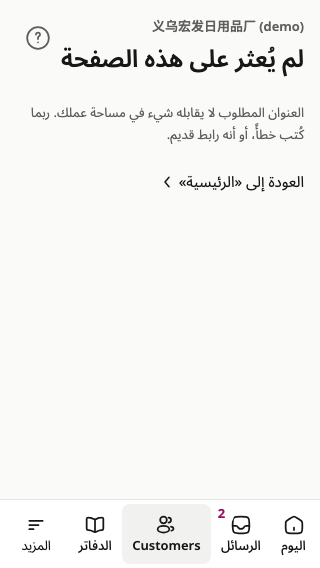 义乌宏发日用品厂 (demo)
لم يُعثر على هذه الصفحة
العنوان المطلوب لا يقابله شيء في مساحة عملك. ربما
كُتب خطأً، أو أنه رابط قديم.
العودة إلى «الرئيسية»
اليوم
2
الرسائل
Customers
الدفاتر
المزيد